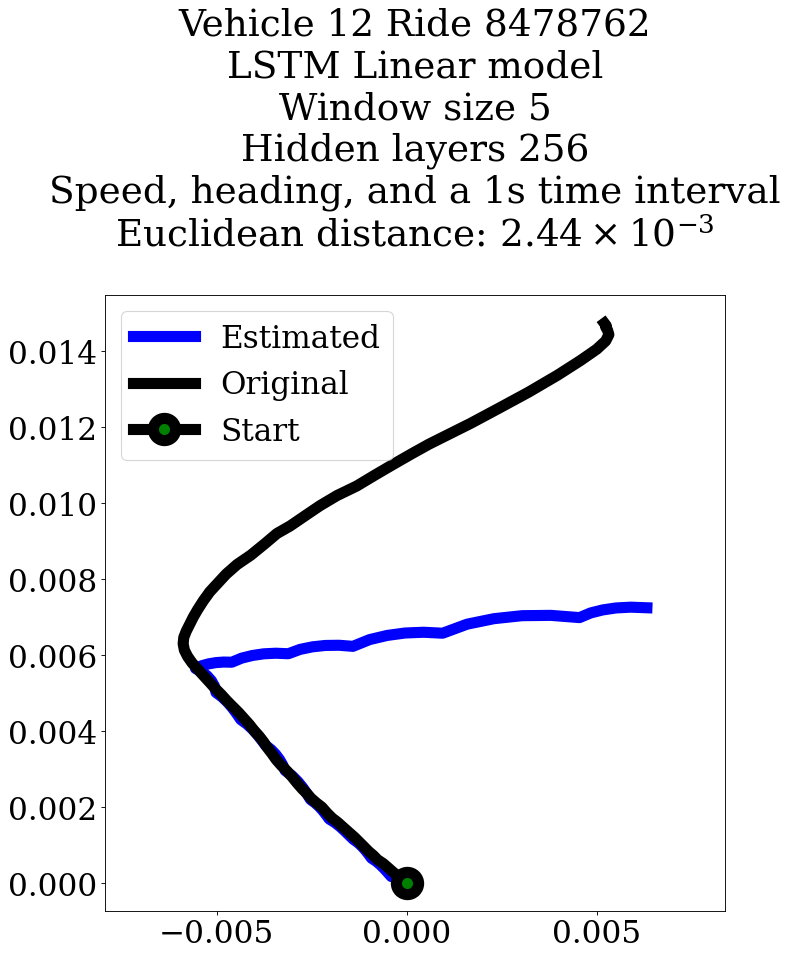 Vehicle 12 Ride 8478762
LSTM Linear model
Window size 5
Hidden layers 256
Speed, heading, and a 1s time interval
Euclidean distance: 2.44 × 10⁻³
Estimated
Original
Start
0.014
0.012
0.010
0.008
0.006
0.004
0.002
0.000
−0.005 0.000 0.005